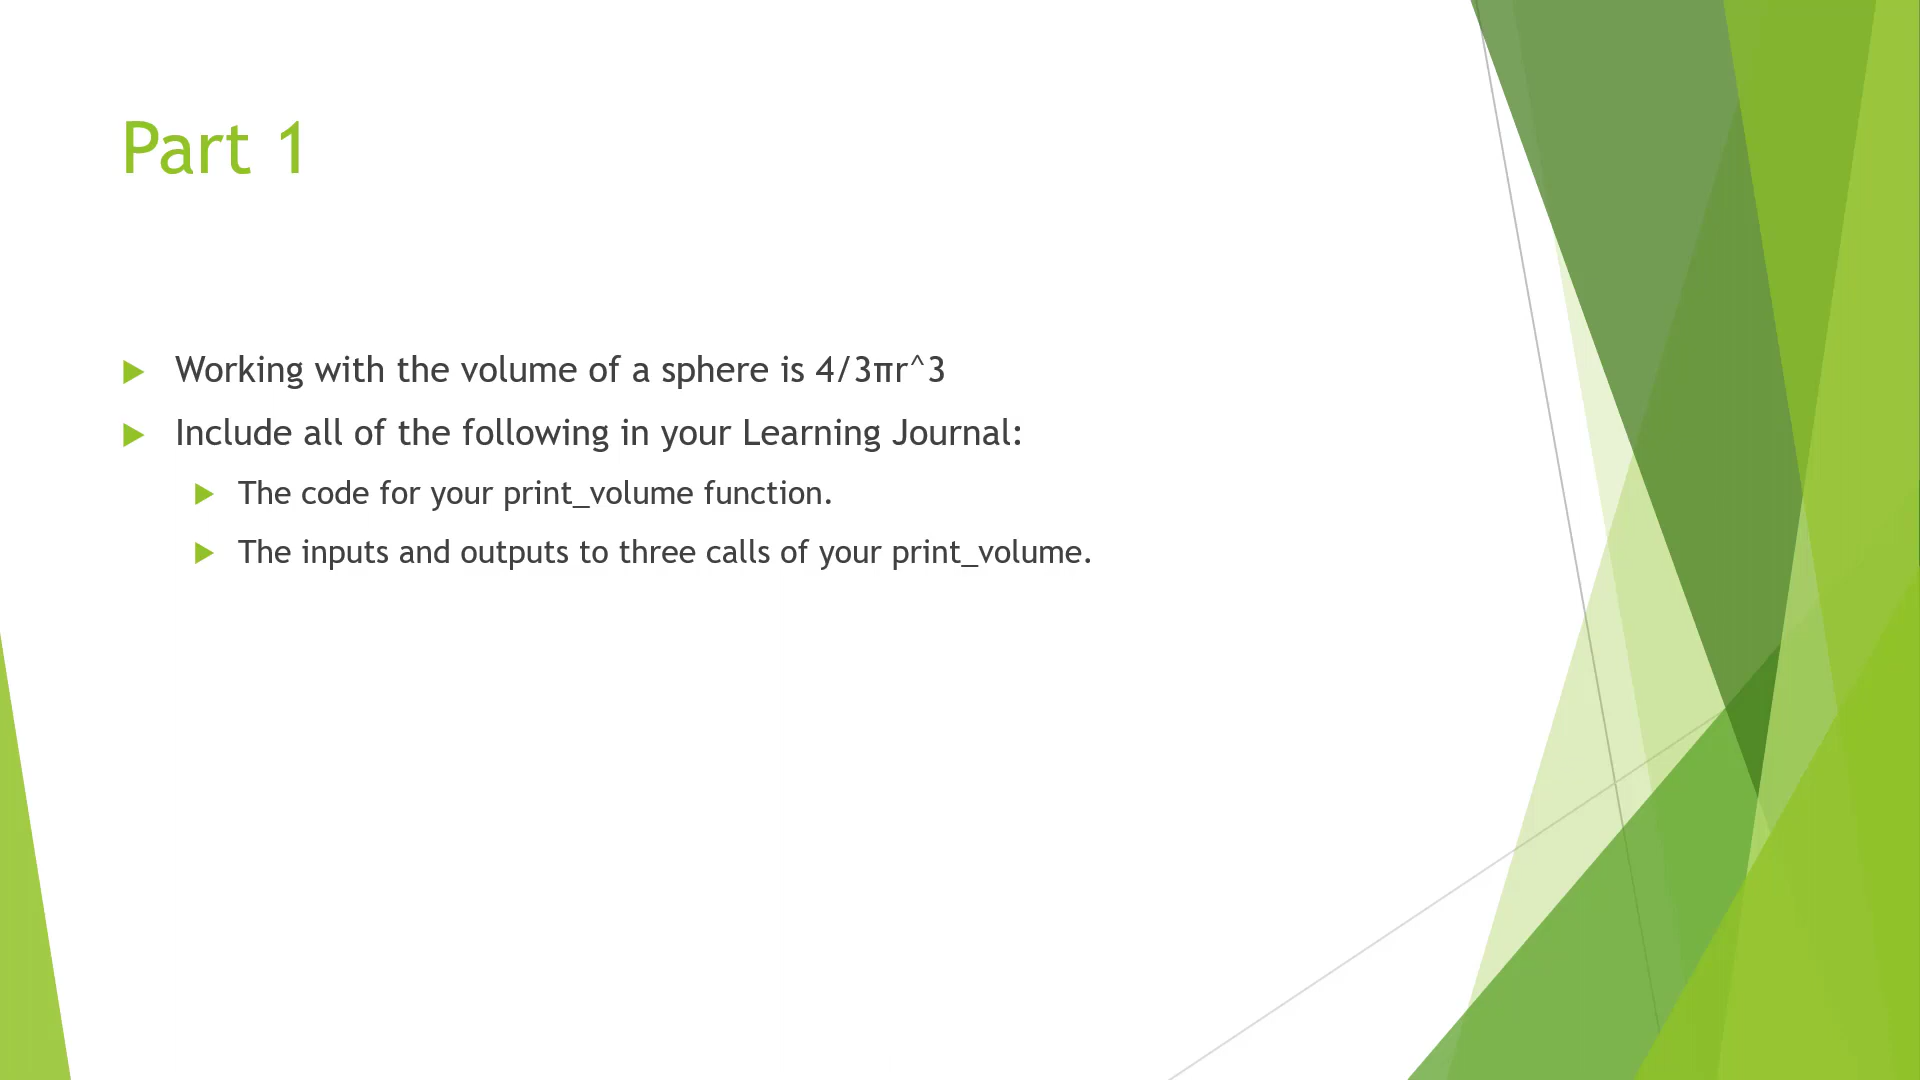 Part 1
Working with the volume of a sphere is 4/3πr^3
Include all of the following in your Learning Journal:
The code for your print_volume function.
The inputs and outputs to three calls of your print_volume.